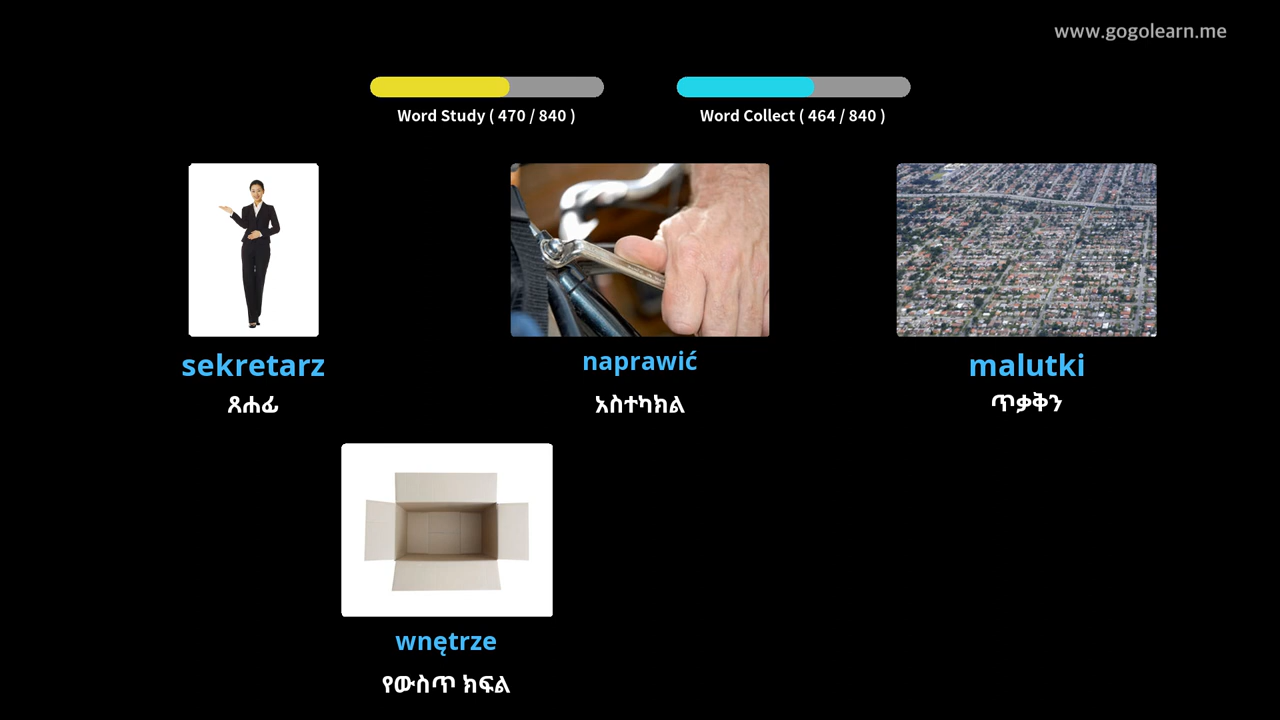 www.gogolearn.me
Word Study ( 470 / 840 )
Word Collect ( 464 / 840 )
sekretarz
ጸሐፊ
naprawić
አስተካክል
malutki
ጥቃቅን
wnętrze
የውስጥ ክፍል